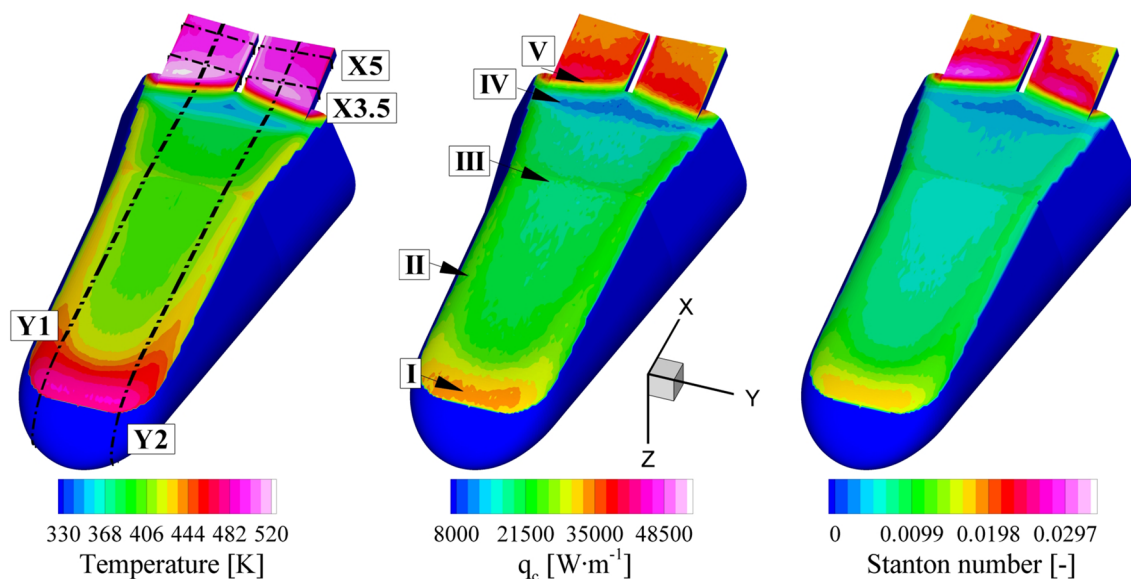 X5
X3.5
Y1
Y2
330 368 406 444 482 520
Temperature [K]
V
IV
III
II
I
X
Y
Z
8000 21500 35000 48500
q_c [W·m⁻¹]
0 0.0099 0.0198 0.0297
Stanton number [-]